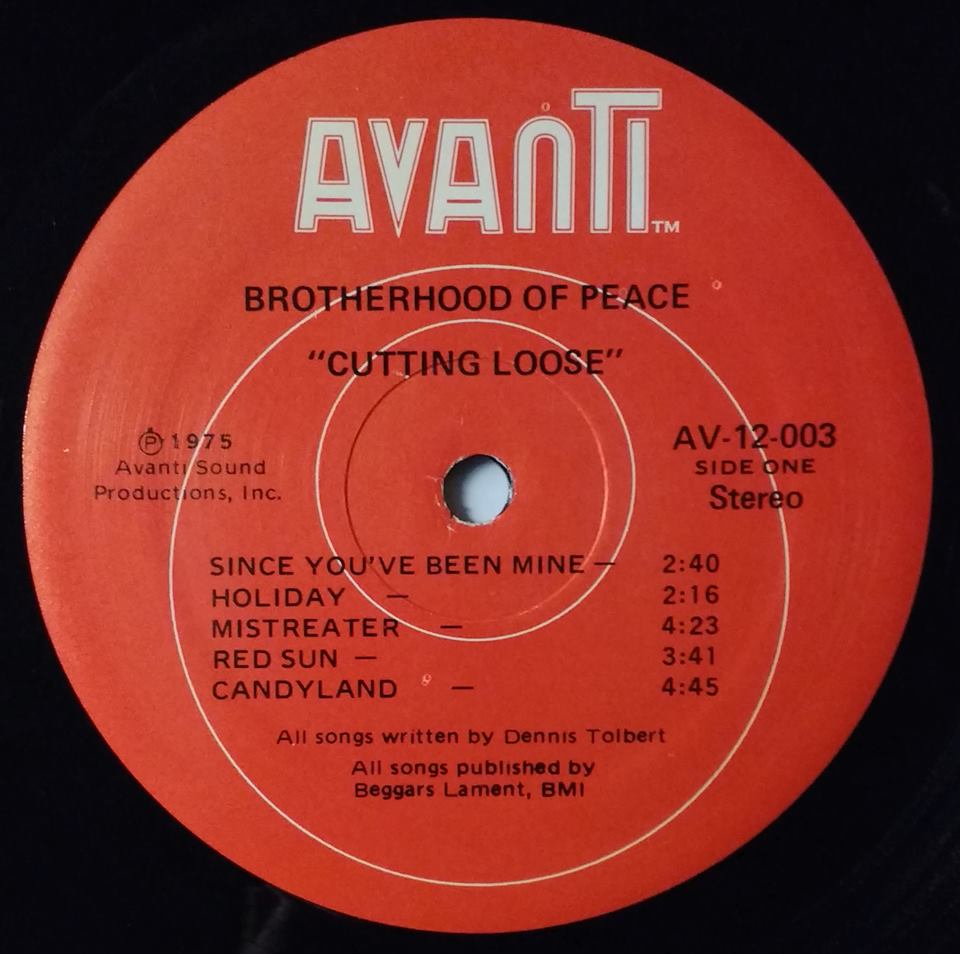 AVANTI™
BROTHERHOOD OF PEACE
“CUTTING LOOSE”
℗ 1975
Avanti Sound
Productions, Inc.
AV-12-003
SIDE ONE
Stereo
SINCE YOU'VE BEEN MINE — 2:40
HOLIDAY — 2:16
MISTREATER — 4:23
RED SUN — 3:41
CANDYLAND — 4:45
All songs written by Dennis Tolbert
All songs published by
Beggars Lament, BMI